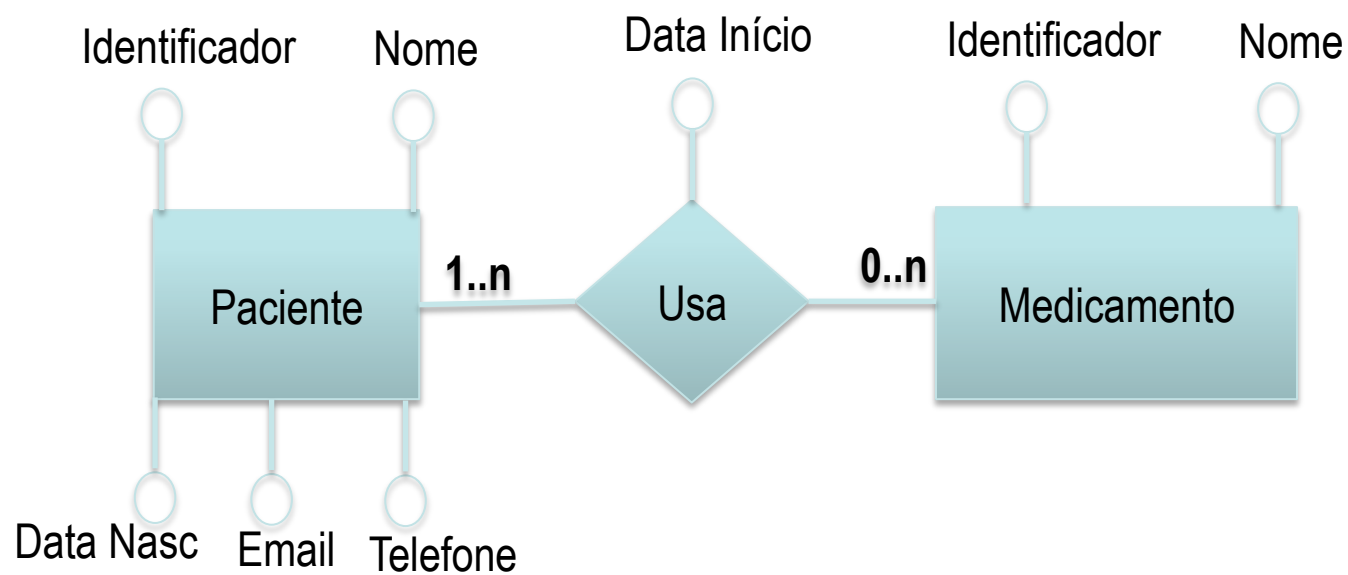 Identificador Nome Data Início Identificador Nome
1..n 0..n
Paciente Usa Medicamento
Data Nasc Email Telefone